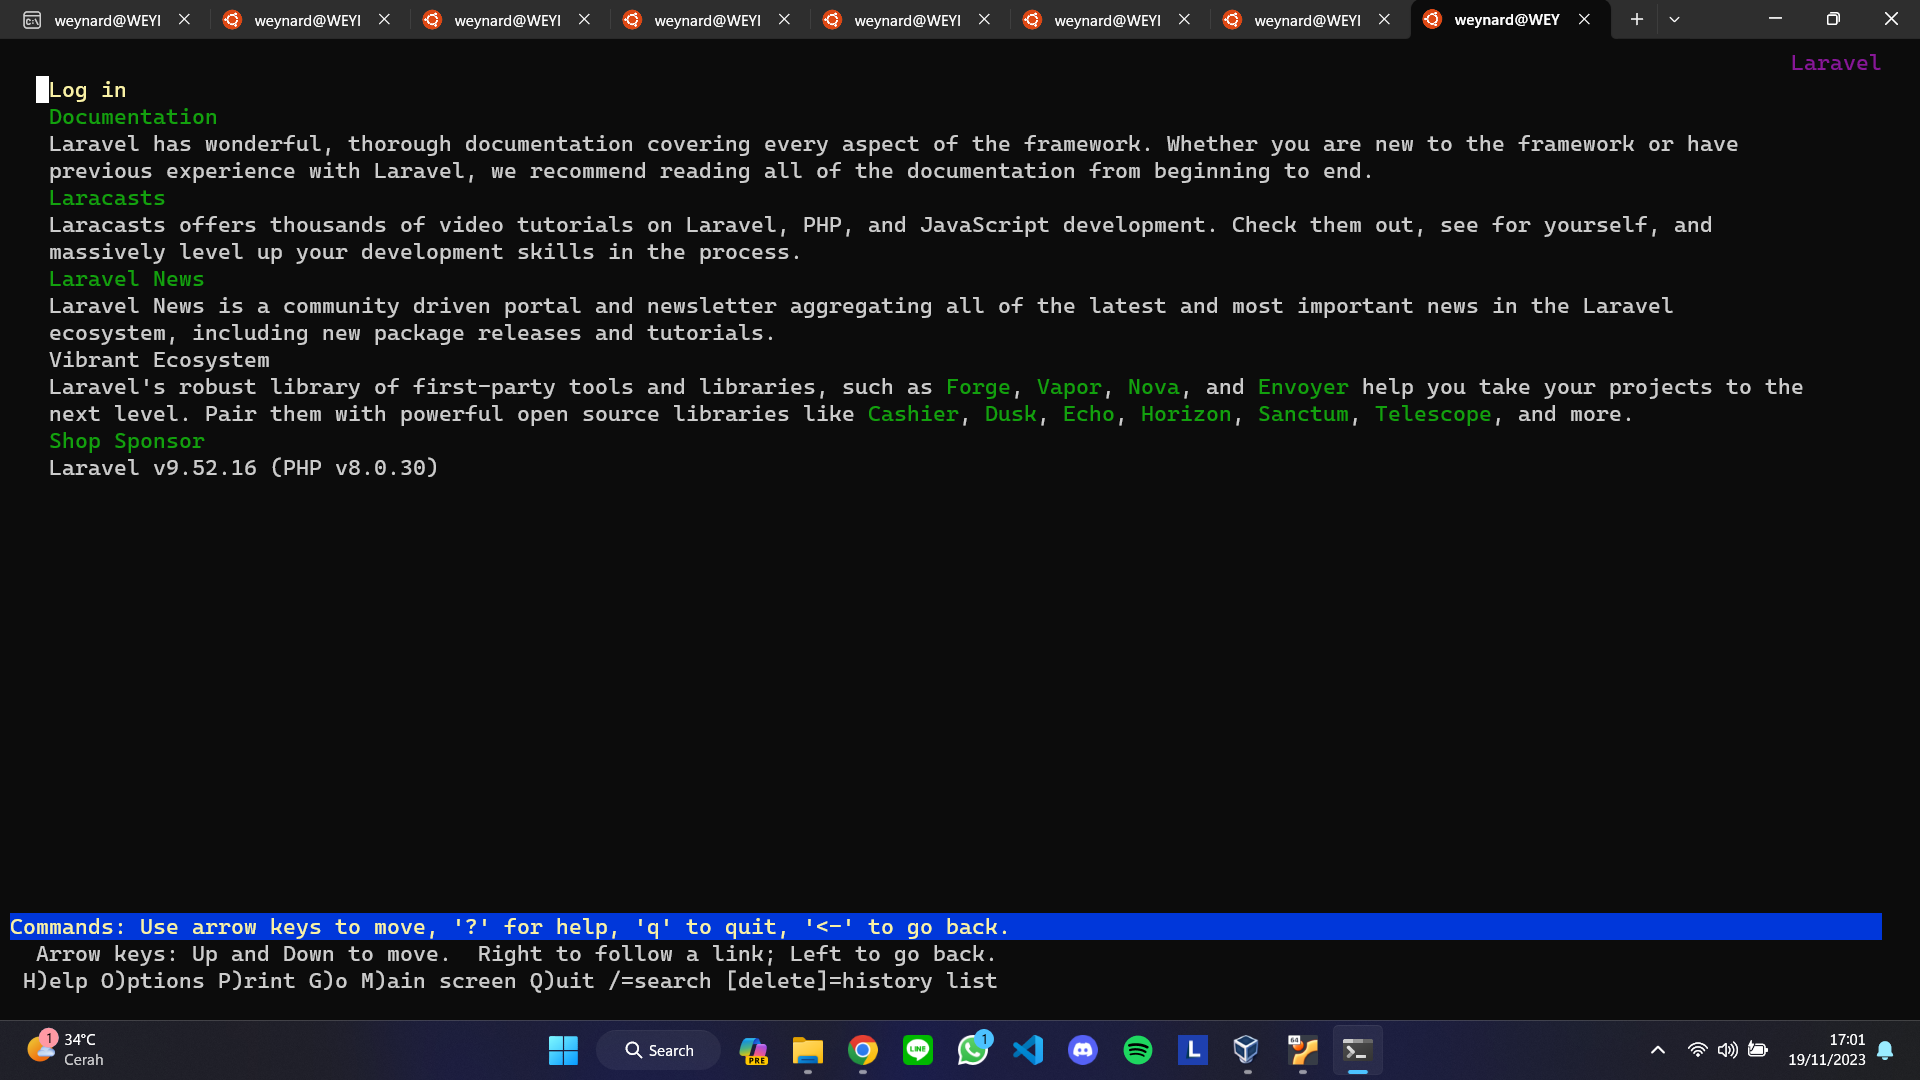 weynard@WEYI weynard@WEYI weynard@WEYI weynard@WEYI weynard@WEYI weynard@WEYI weynard@WEYI weynard@WEY
Laravel
Log in
Documentation
Laravel has wonderful, thorough documentation covering every aspect of the framework. Whether you are new to the framework or have
previous experience with Laravel, we recommend reading all of the documentation from beginning to end.
Laracasts
Laracasts offers thousands of video tutorials on Laravel, PHP, and JavaScript development. Check them out, see for yourself, and
massively level up your development skills in the process.
Laravel News
Laravel News is a community driven portal and newsletter aggregating all of the latest and most important news in the Laravel
ecosystem, including new package releases and tutorials.
Vibrant Ecosystem
Laravel's robust library of first-party tools and libraries, such as Forge, Vapor, Nova, and Envoyer help you take your projects to the
next level. Pair them with powerful open source libraries like Cashier, Dusk, Echo, Horizon, Sanctum, Telescope, and more.
Shop Sponsor
Laravel v9.52.16 (PHP v8.0.30)
Commands: Use arrow keys to move, '?' for help, 'q' to quit, '<-' to go back.
Arrow keys: Up and Down to move.  Right to follow a link; Left to go back.
H)elp O)ptions P)rint G)o M)ain screen Q)uit /=search [delete]=history list
1 34°C
Cerah
Search
PRE
LINE
1
L
64
17:01
19/11/2023